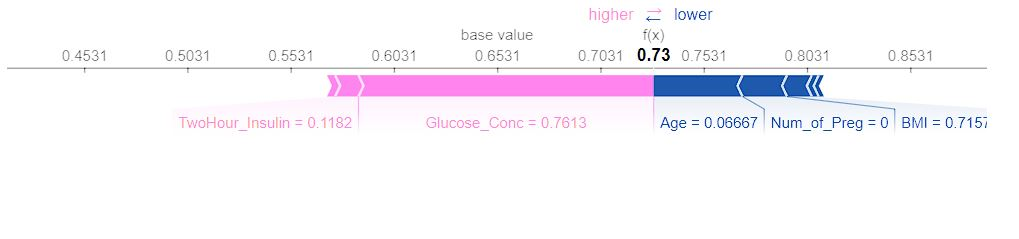 higher ⇄ lower
base value f(x)
0.4531 0.5031 0.5531 0.6031 0.6531 0.7031 0.73 0.7531 0.8031 0.8531
TwoHour_Insulin = 0.1182 Glucose_Conc = 0.7613 Age = 0.06667 Num_of_Preg = 0 BMI = 0.7157